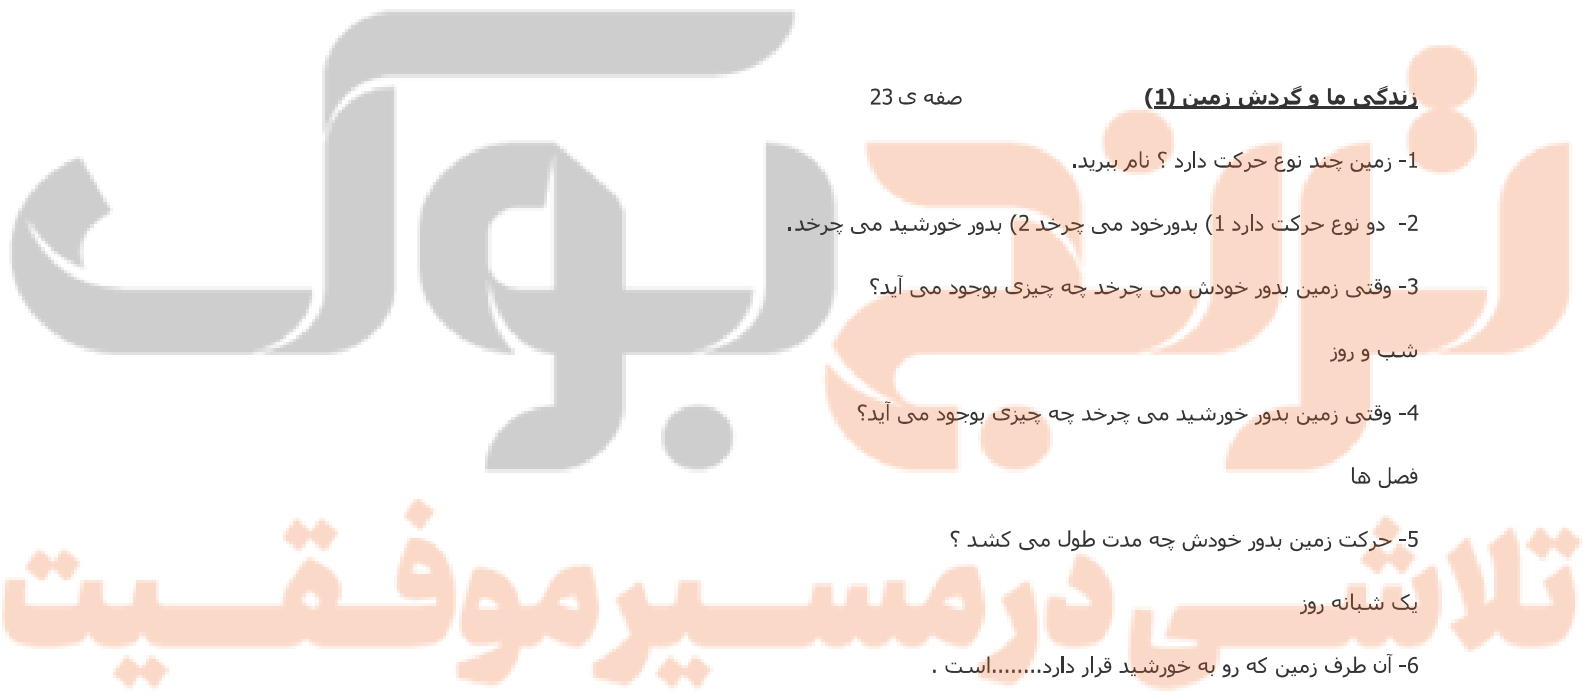 زندگی ما و گردش زمین (1) صفه ی 23
1- زمین چند نوع حرکت دارد ؟ نام ببرید.
2- دو نوع حرکت دارد 1) بدورخود می چرخد 2) بدور خورشید می چرخد.
3- وقتی زمین بدور خودش می چرخد چه چیزی بوجود می آید؟
شب و روز
4- وقتی زمین بدور خورشید می چرخد چه چیزی بوجود می آید؟
فصل ها
5- حرکت زمین بدور خودش چه مدت طول می کشد ؟
یک شبانه روز
6- آن طرف زمین که رو به خورشید قرار دارد........است .
ترنج بوک
تلاشی در مسیر موفقیت